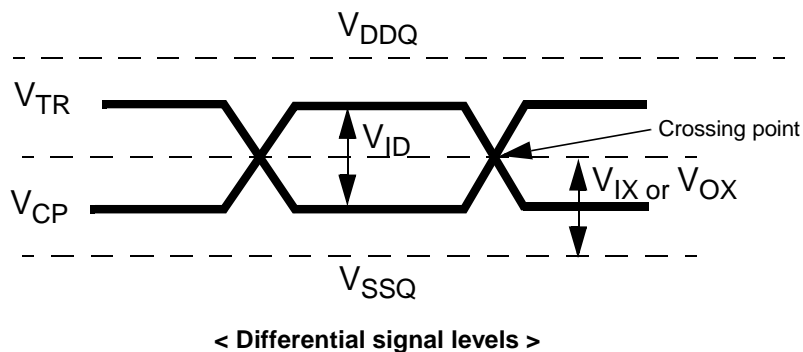 VDDQ
VTR
Crossing point
VID
VIX or VOX
VCP
VSSQ
< Differential signal levels >